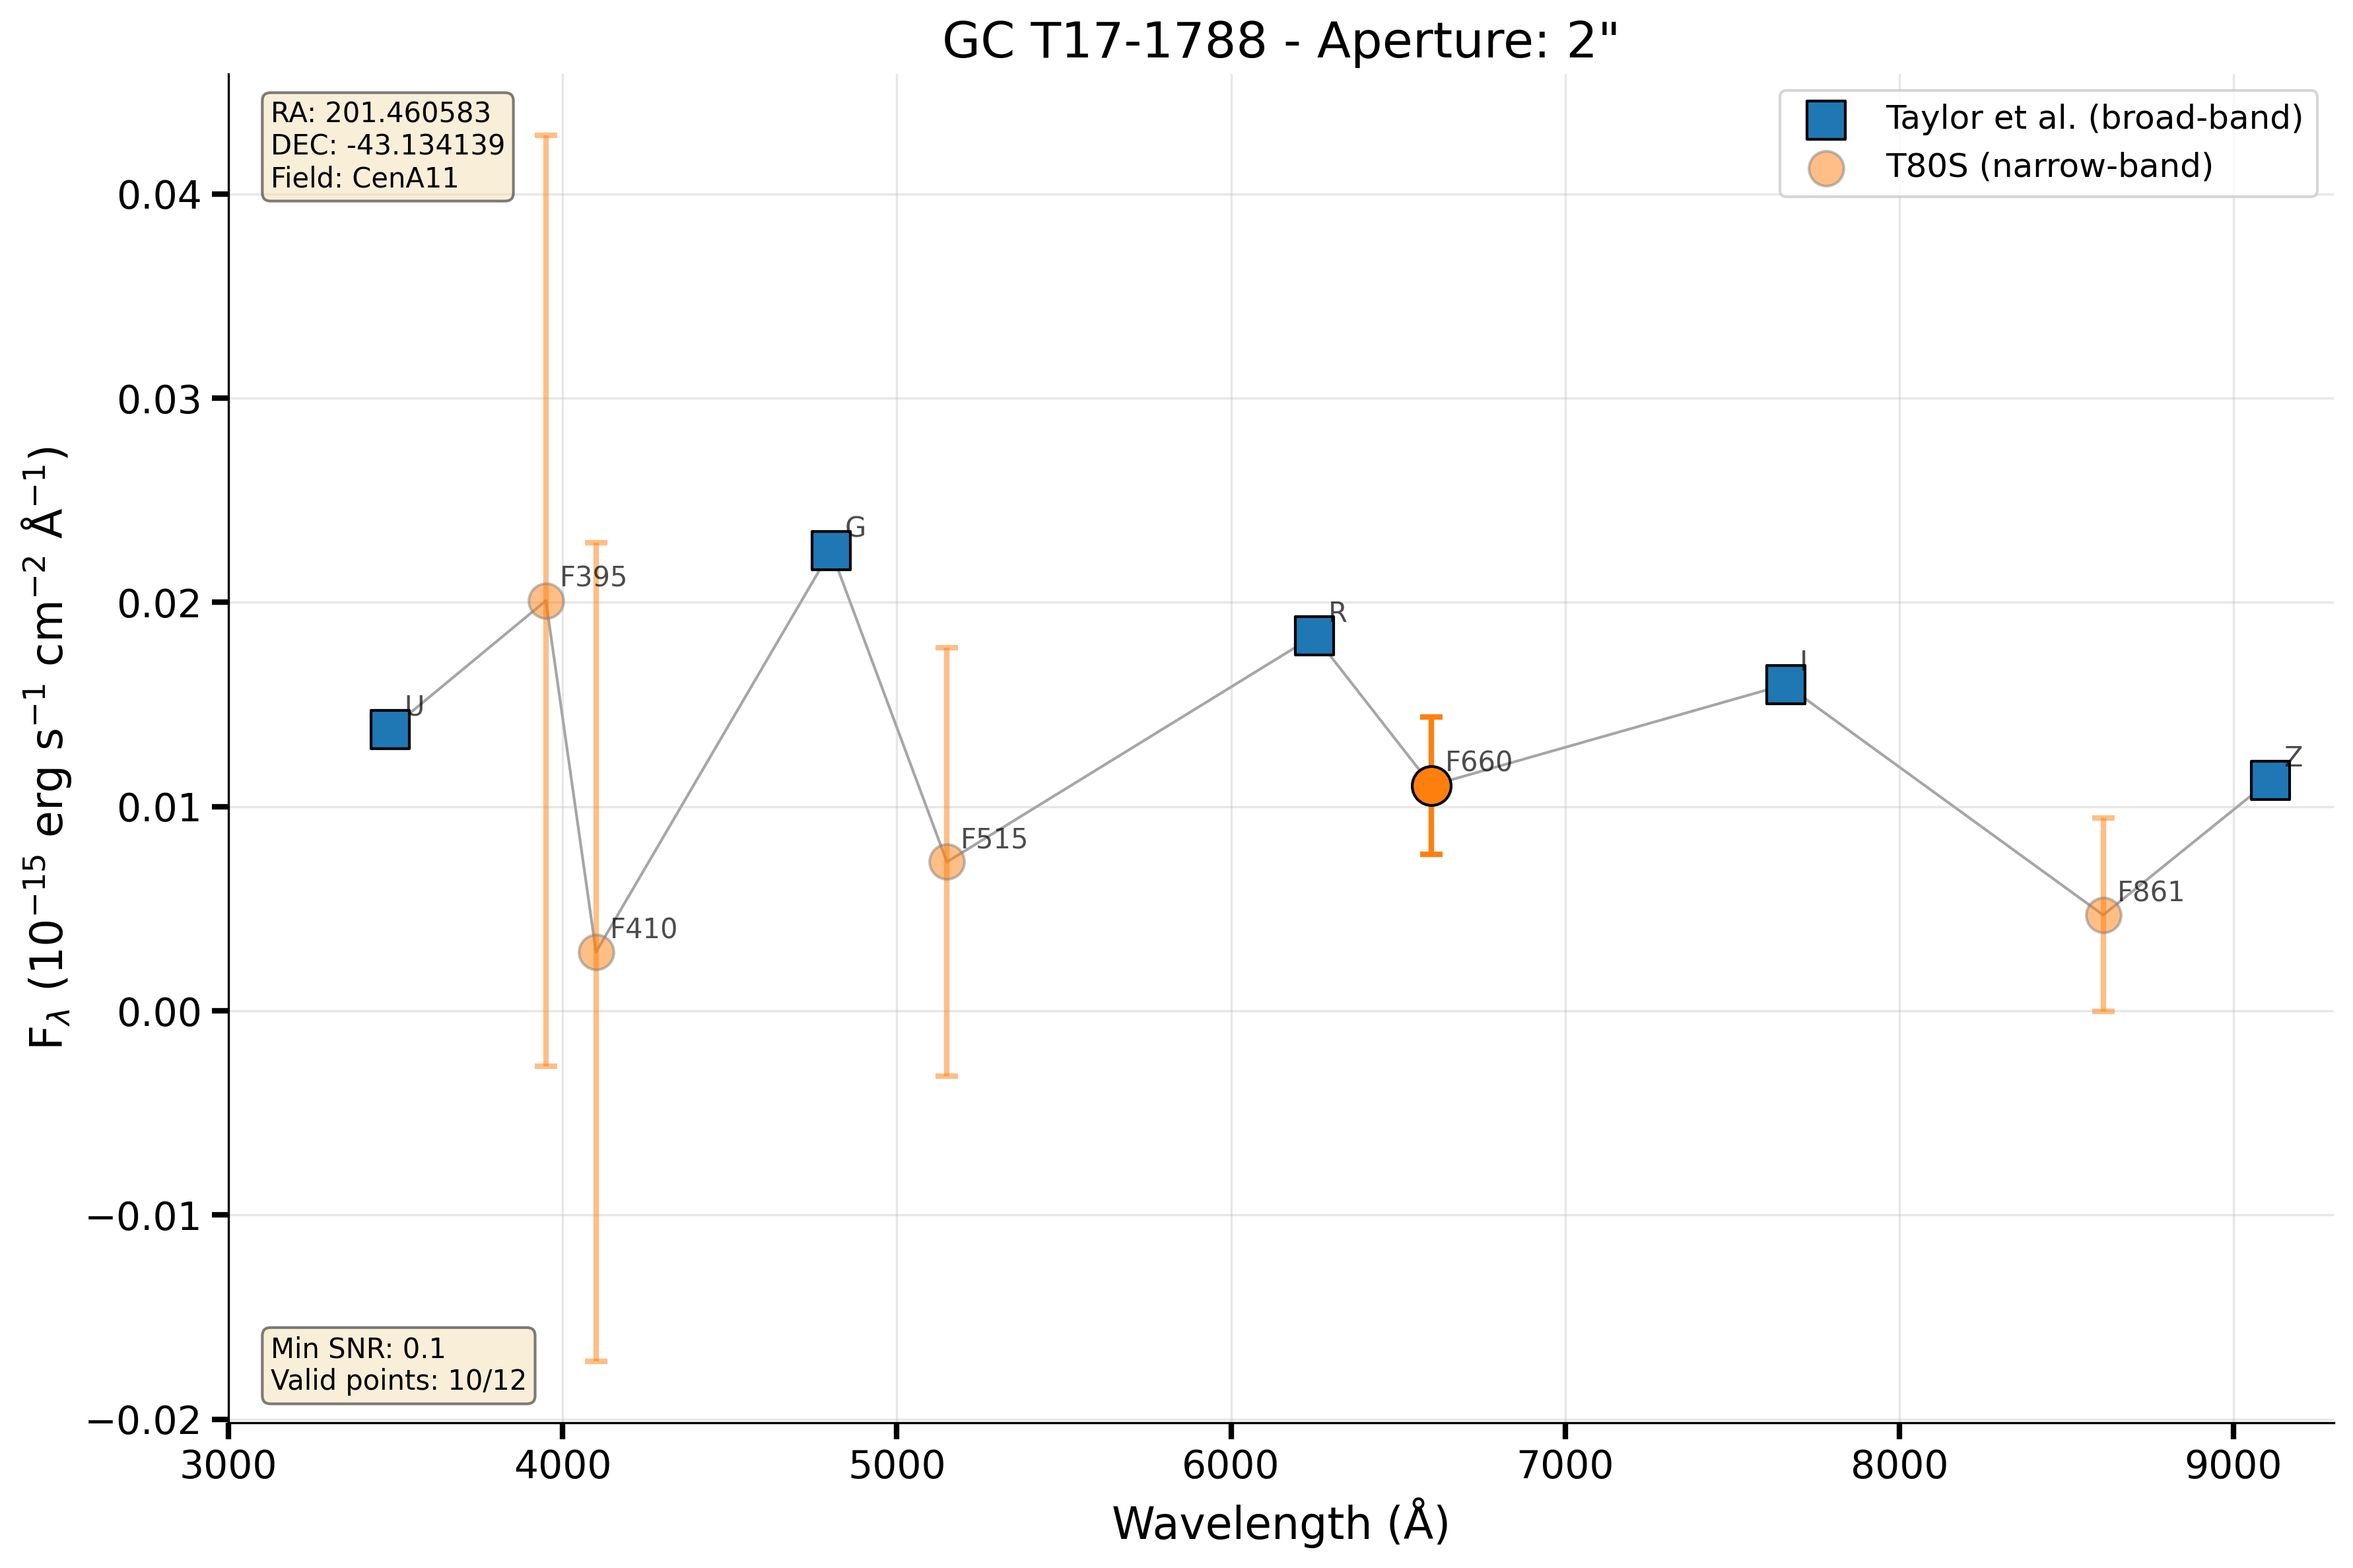 GC T17-1788 - Aperture: 2"
RA: 201.460583
DEC: -43.134139
Field: CenA11
Taylor et al. (broad-band)
T80S (narrow-band)
F_λ (10⁻¹⁵ erg s⁻¹ cm⁻² Å⁻¹)
0.04
0.03
0.02
0.01
0.00
−0.01
−0.02
U
F395
F410
G
F515
R
F660
I
F861
Z
Min SNR: 0.1
Valid points: 10/12
3000 4000 5000 6000 7000 8000 9000
Wavelength (Å)